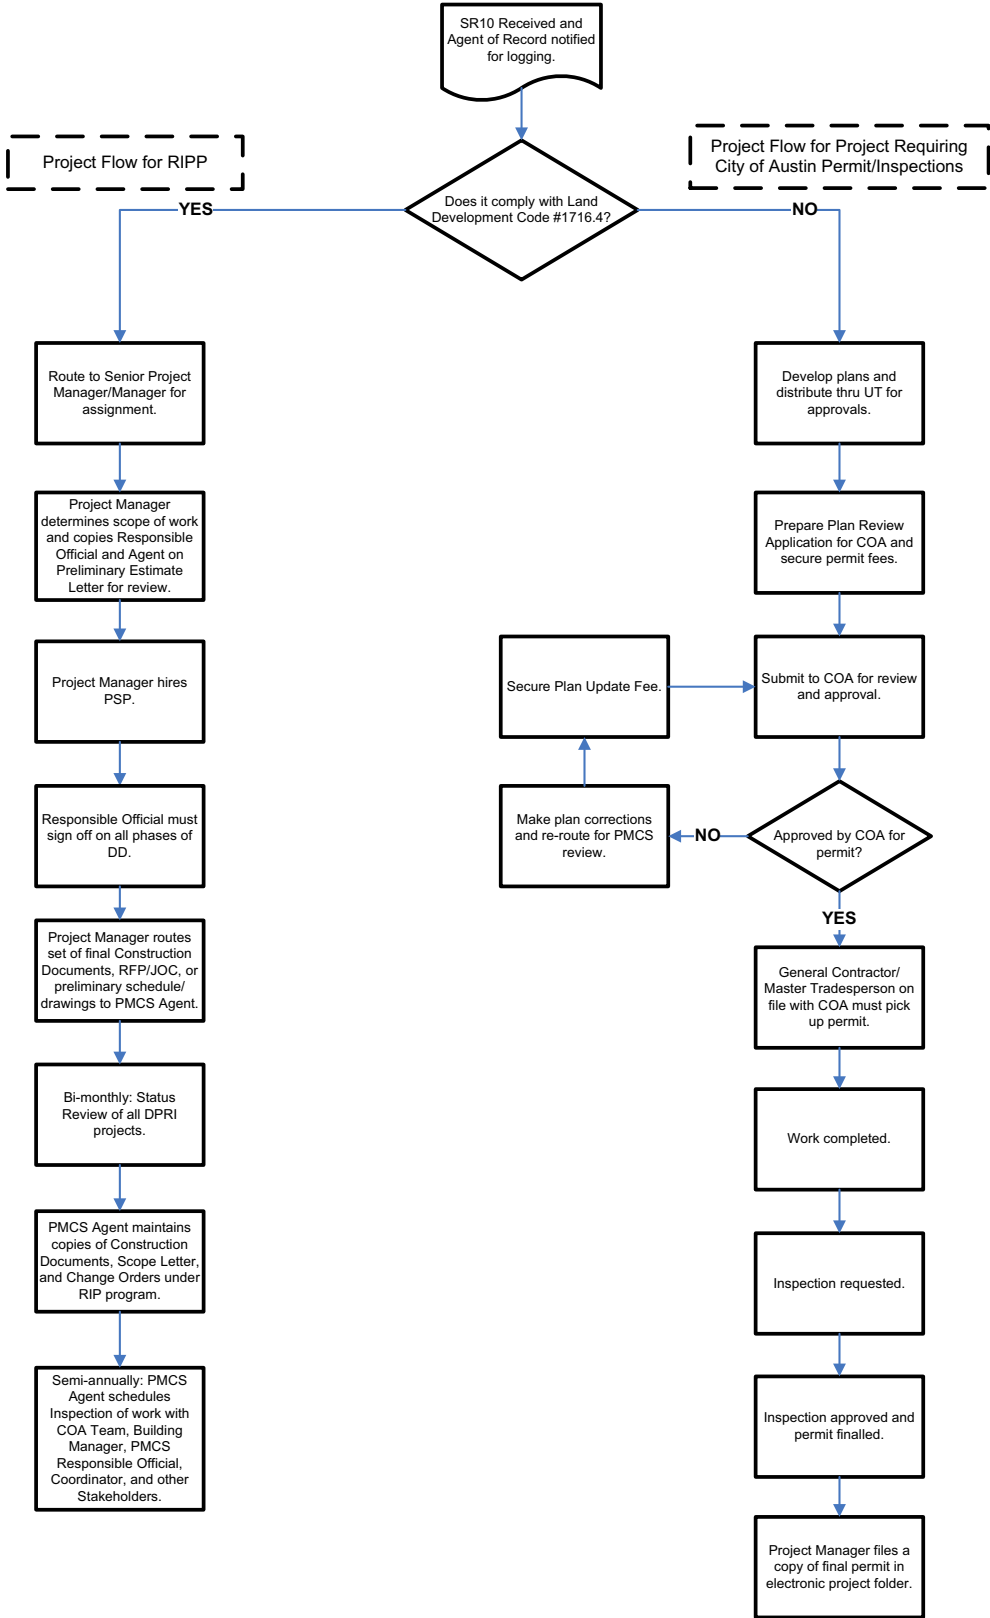 SR10 Received and
Agent of Record notified
for logging.
Project Flow for RIPP
Project Flow for Project Requiring
City of Austin Permit/Inspections
Does it comply with Land
Development Code #1716.4?
YES
NO
Route to Senior Project
Manager/Manager for
assignment.
Project Manager
determines scope of work
and copies Responsible
Official and Agent on
Preliminary Estimate
Letter for review.
Project Manager hires
PSP.
Responsible Official must
sign off on all phases of
DD.
Project Manager routes
set of final Construction
Documents, RFP/JOC, or
preliminary schedule/
drawings to PMCS Agent.
Bi-monthly: Status
Review of all DPRI
projects.
PMCS Agent maintains
copies of Construction
Documents, Scope Letter,
and Change Orders under
RIP program.
Semi-annually: PMCS
Agent schedules
Inspection of work with
COA Team, Building
Manager, PMCS
Responsible Official,
Coordinator, and other
Stakeholders.
Develop plans and
distribute thru UT for
approvals.
Prepare Plan Review
Application for COA and
secure permit fees.
Submit to COA for review
and approval.
Secure Plan Update Fee.
Make plan corrections
and re-route for PMCS
review.
NO
Approved by COA for
permit?
YES
General Contractor/
Master Tradesperson on
file with COA must pick
up permit.
Work completed.
Inspection requested.
Inspection approved and
permit finalled.
Project Manager files a
copy of final permit in
electronic project folder.